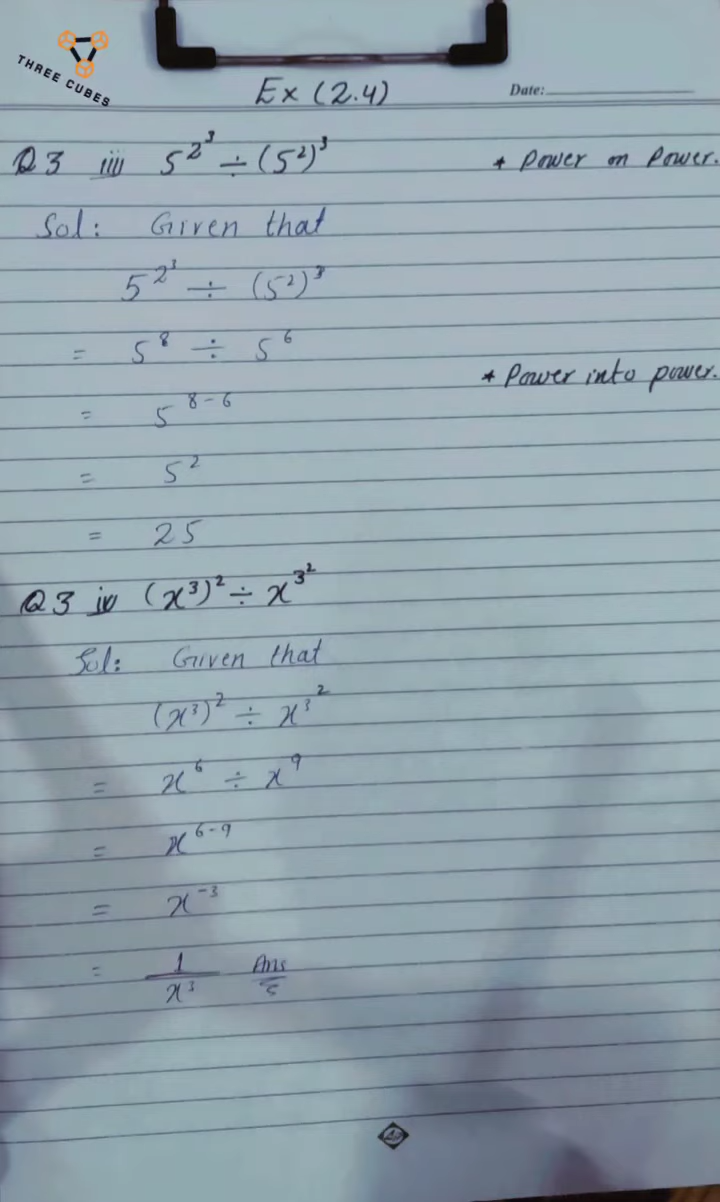 THREE CUBES
Ex (2.4)
Date:
Q3 iii 5^2^3 ÷ (5^2)^3 * Power on Power.
Sol: Given that
5^2^3 ÷ (5^2)^3
= 5^8 ÷ 5^6
* Power into power.
= 5^8-6
= 5^2
= 25
Q3 iv (x^3)^2 ÷ x^3^2
Sol: Given that
(x^3)^2 ÷ x^3^2
= x^6 ÷ x^9
= x^6-9
= x^-3
= 1/x^3 Ans